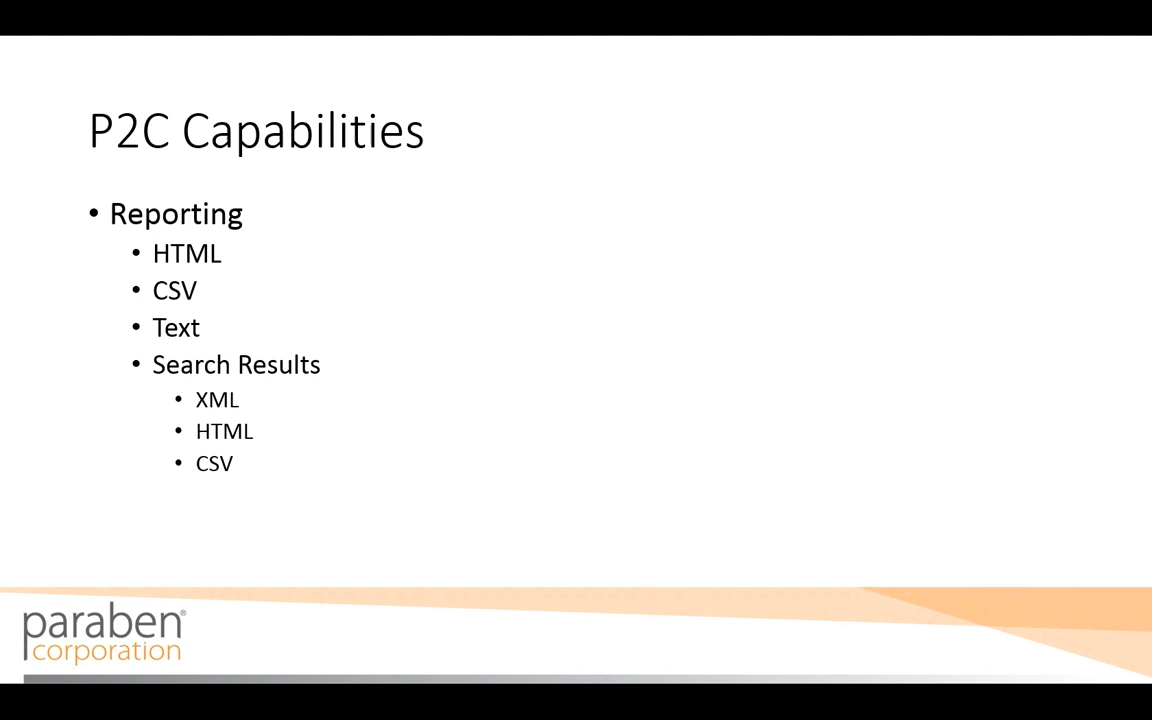 P2C Capabilities
• Reporting
• HTML
• CSV
• Text
• Search Results
• XML
• HTML
• CSV
paraben®
corporation